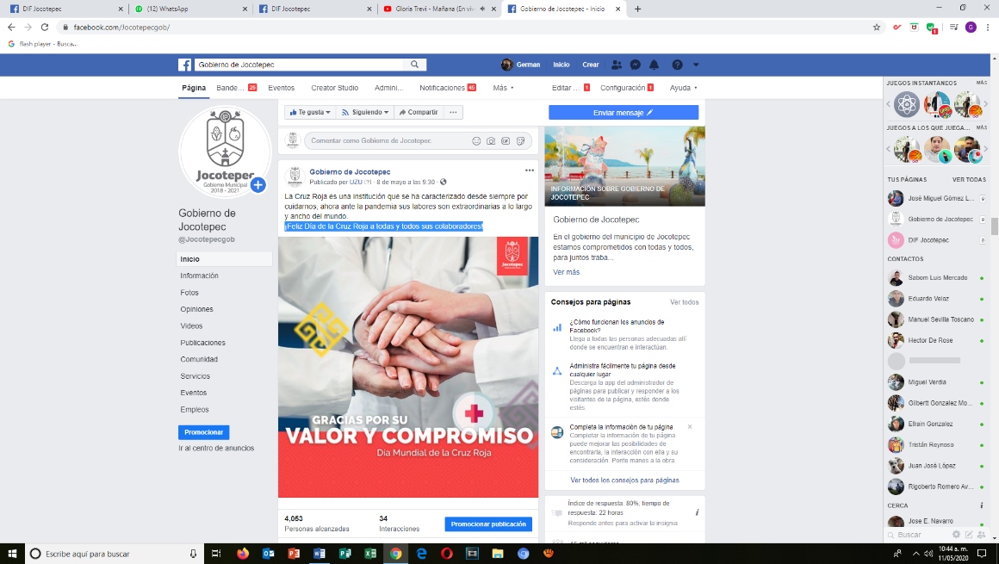 DIF Jocotepec
(12) WhatsApp
DIF Jocotepec
Gloria Trevi - Mañana (En viv
Gobierno de Jocotepec - Inicio
facebook.com/Jocotepecgob/
flash player - Busca...
Gobierno de Jocotepec
German Inicio Crear
Página Bande... 25 Eventos Creator Studio Admini... Notificaciones 45 Más Editar ... 1 Configuración 1 Ayuda
Jocotepec
Gobierno Municipal
2018 - 2021
Gobierno de
Jocotepec
@Jocotepecgob
Inicio
Información
Fotos
Opiniones
Videos
Publicaciones
Comunidad
Servicios
Eventos
Empleos
Promocionar
Ir al centro de anuncios
Te gusta Siguiendo Compartir ...
Comentar como Gobierno de Jocotepec
Gobierno de Jocotepec
Publicado por UZU (?) · 8 de mayo a las 9:30 ·
La Cruz Roja es una institución que se ha caracterizado desde siempre por
cuidarnos, ahora ante la pandemia sus labores son extraordinarias a lo largo
y ancho del mundo.
¡Feliz Día de la Cruz Roja a todas y todos sus colaboradores!
Jocotepec
GRACIAS POR SU
VALOR Y COMPROMISO
Día Mundial de la Cruz Roja
4,053
Personas alcanzadas
34
Interacciones
Promocionar publicación
Enviar mensaje
INFORMACIÓN SOBRE GOBIERNO DE
JOCOTEPEC
Gobierno de Jocotepec
En el gobierno del municipio de Jocotepec
estamos comprometidos con todas y todos,
para juntos traba...
Ver más
Consejos para páginas Ver todos
¿Cómo funcionan los anuncios de
Facebook?
Llega a todas las personas adecuadas allí
donde se encuentran e interactúan.
Administra fácilmente tu página desde
cualquier lugar
Descarga la app del administrador de
páginas para publicar y responder a los
visitantes de la página, estés donde
estés
Completa la información de tu página
Completar la información de tu página
puede mejorar las posibilidades de
encontrarla, la interacción con ella y su
consideración. Ponte manos a la obra.
Ver todos los consejos para páginas
Índice de respuesta: 80%; tiempo de
respuesta: 22 horas
Responde antes para activar la insignia
JUEGOS INSTANTÁNEOS MÁS
JUEGOS A LOS QUE JUEGA... MÁS
TUS PÁGINAS VER TODAS
José Miguel Gómez L... 9
Gobierno de Jocotepec 9
DIF Jocotepec 9
CONTACTOS
Sabom Luis Mercado
Eduardo Veloz
Manuel Sevilla Toscano
Hector De Rose
Miguel Verdia
Gilbertt Gonzalez Mo...
Efrain Gonzalez
Tristán Reynoso
Juan José López
Rigoberto Romero Av...
CERCA
Jose E. Navarro
Buscar
Escribe aquí para buscar
10:44 a. m.
11/05/2020